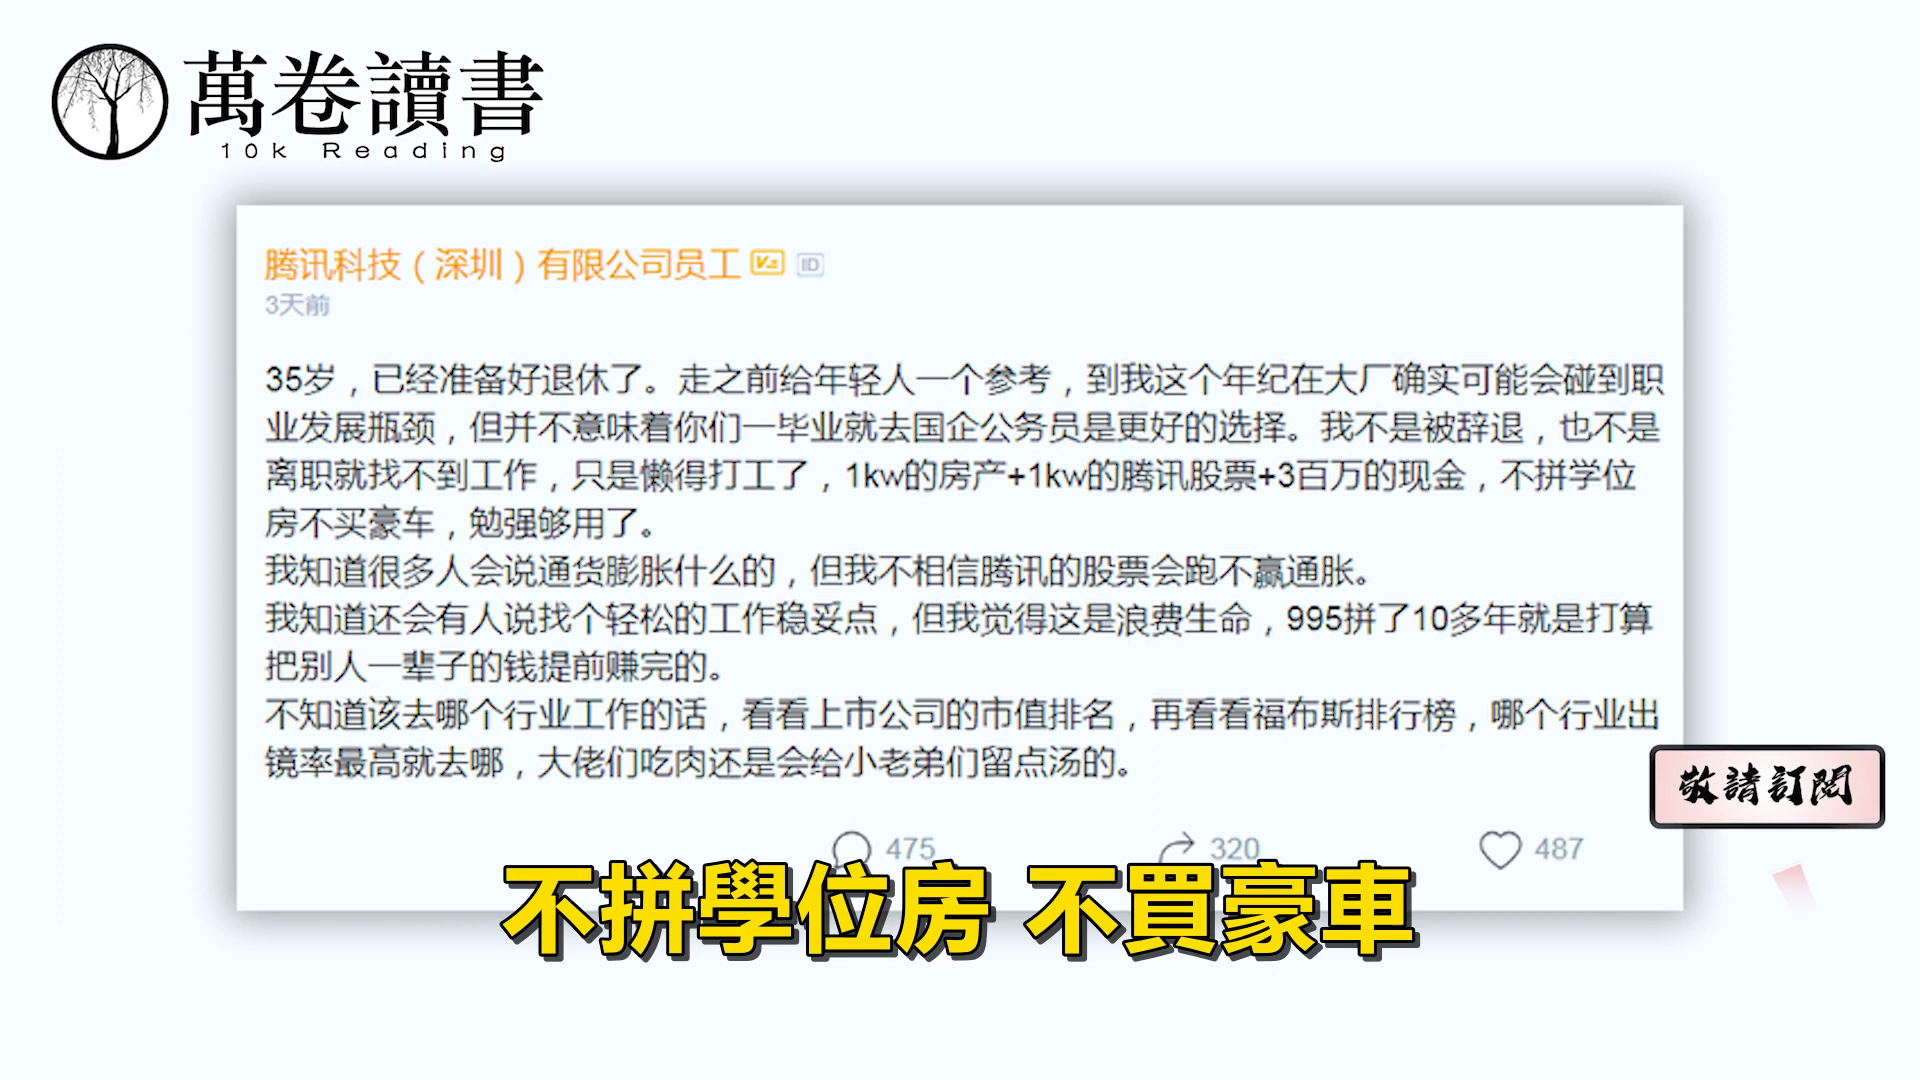 萬卷讀書
10k Reading
腾讯科技（深圳）有限公司员工 V2 ID
3天前
35岁，已经准备好退休了。走之前给年轻人一个参考，到我这个年纪在大厂确实可能会碰到职
业发展瓶颈，但并不意味着你们一毕业就去国企公务员是更好的选择。我不是被辞退，也不是
离职就找不到工作，只是懒得打工了，1kw的房产+1kw的腾讯股票+3百万的现金，不拼学位
房不买豪车，勉强够用了。
我知道很多人会说通货膨胀什么的，但我不相信腾讯的股票会跑不赢通胀。
我知道还会有人说找个轻松的工作稳妥点，但我觉得这是浪费生命，995拼了10多年就是打算
把别人一辈子的钱提前赚完的。
不知道该去哪个行业工作的话，看看上市公司的市值排名，再看看福布斯排行榜，哪个行业出
镜率最高就去哪，大佬们吃肉还是会给小老弟们留点汤的。
敬請訂閱
475 320 487
不拼學位房 不買豪車